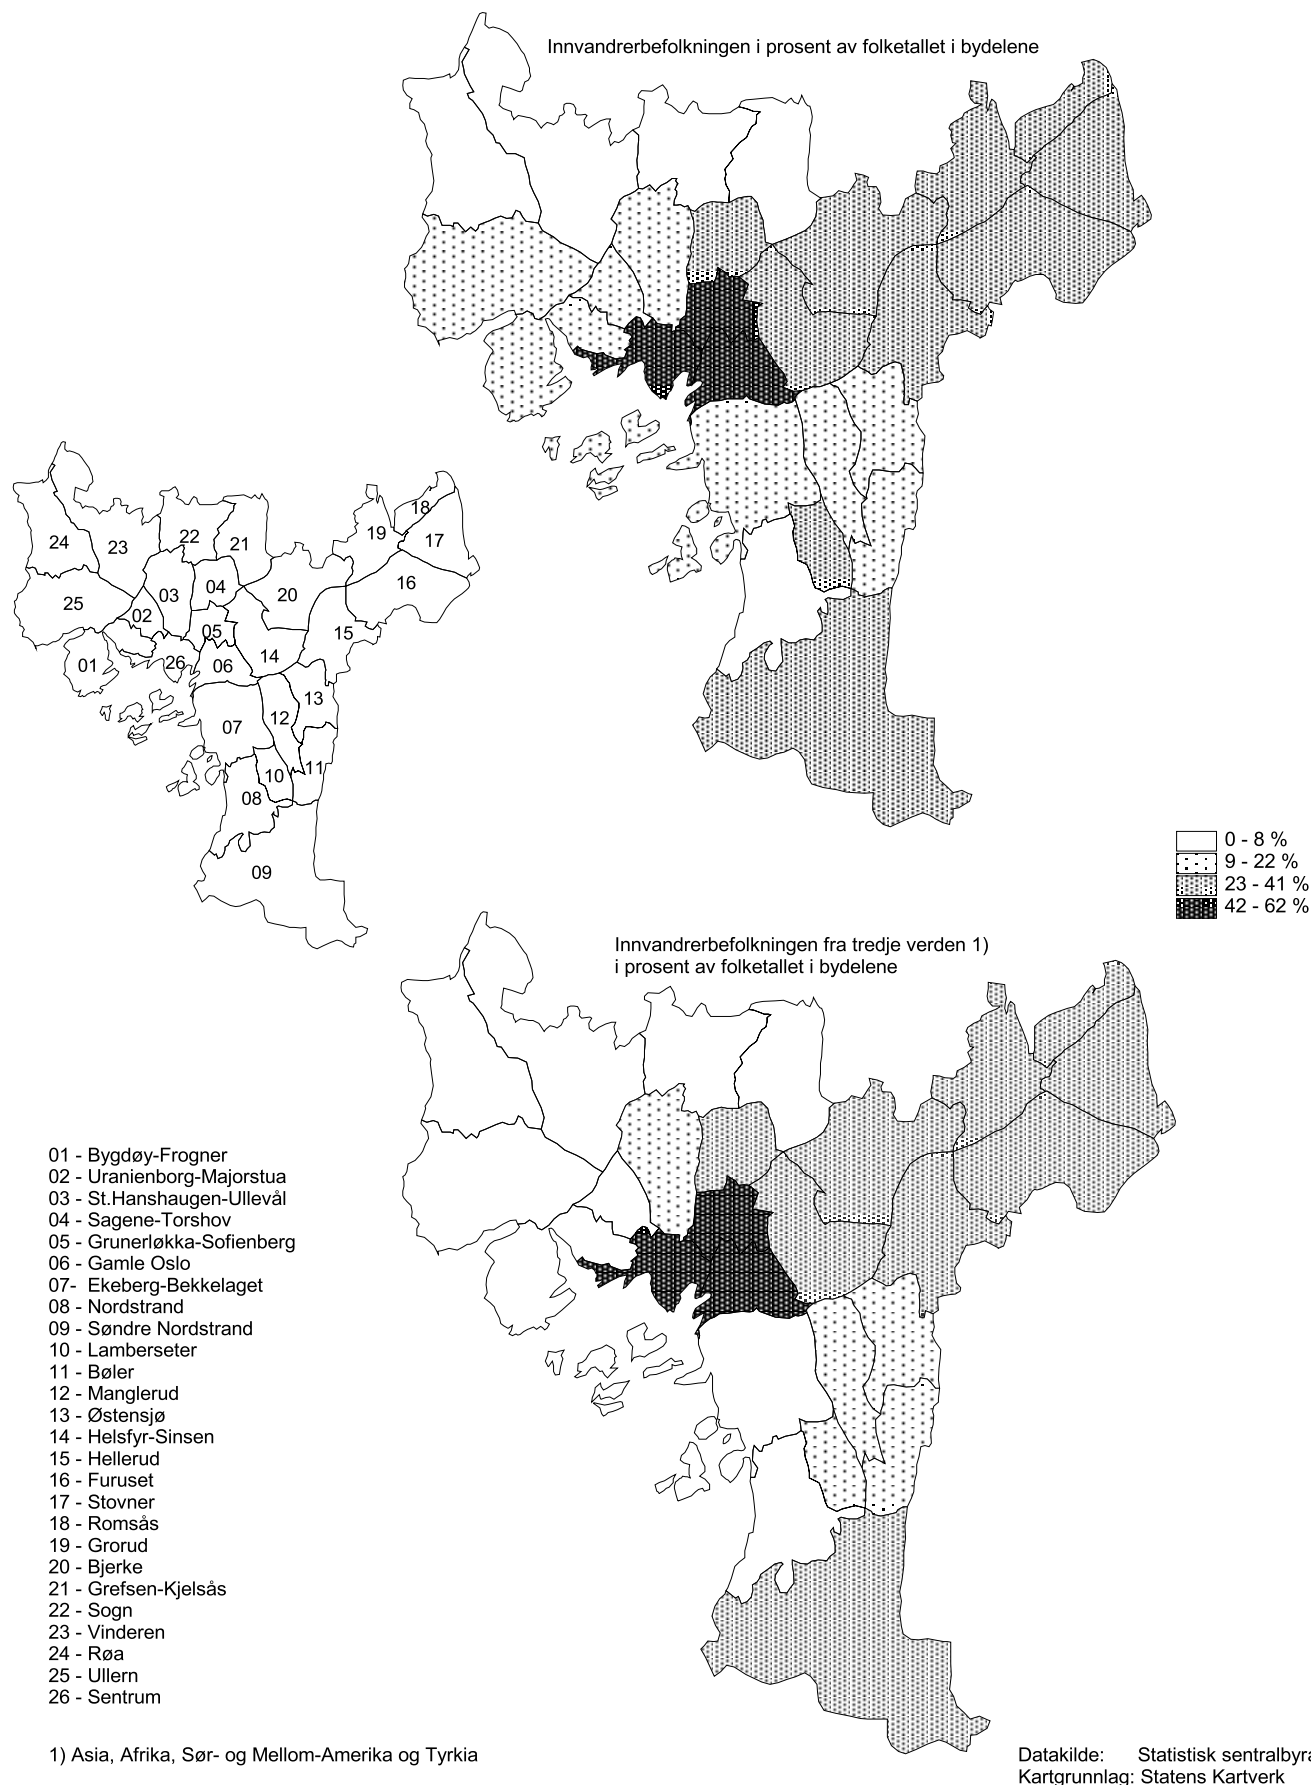 Innvandrerbefolkningen i prosent av folketallet i bydelene
18
19
17
24
23
22
21
16
04
20
03
25
02
05
15
14
26
06
01
13
12
07
11
10
08
09
0 - 8 %
9 - 22 %
23 - 41 %
42 - 62 %
Innvandrerbefolkningen fra tredje verden 1)
i prosent av folketallet i bydelene
01 - Bygdøy-Frogner
02 - Uranienborg-Majorstua
03 - St.Hanshaugen-Ullevål
04 - Sagene-Torshov
05 - Grunerløkka-Sofienberg
06 - Gamle Oslo
07- Ekeberg-Bekkelaget
08 - Nordstrand
09 - Søndre Nordstrand
10 - Lamberseter
11 - Bøler
12 - Manglerud
13 - Østensjø
14 - Helsfyr-Sinsen
15 - Hellerud
16 - Furuset
17 - Stovner
18 - Romsås
19 - Grorud
20 - Bjerke
21 - Grefsen-Kjelsås
22 - Sogn
23 - Vinderen
24 - Røa
25 - Ullern
26 - Sentrum
1) Asia, Afrika, Sør- og Mellom-Amerika og Tyrkia
Datakilde: Statistisk
Kartgrunnlag: Statens Kartverk